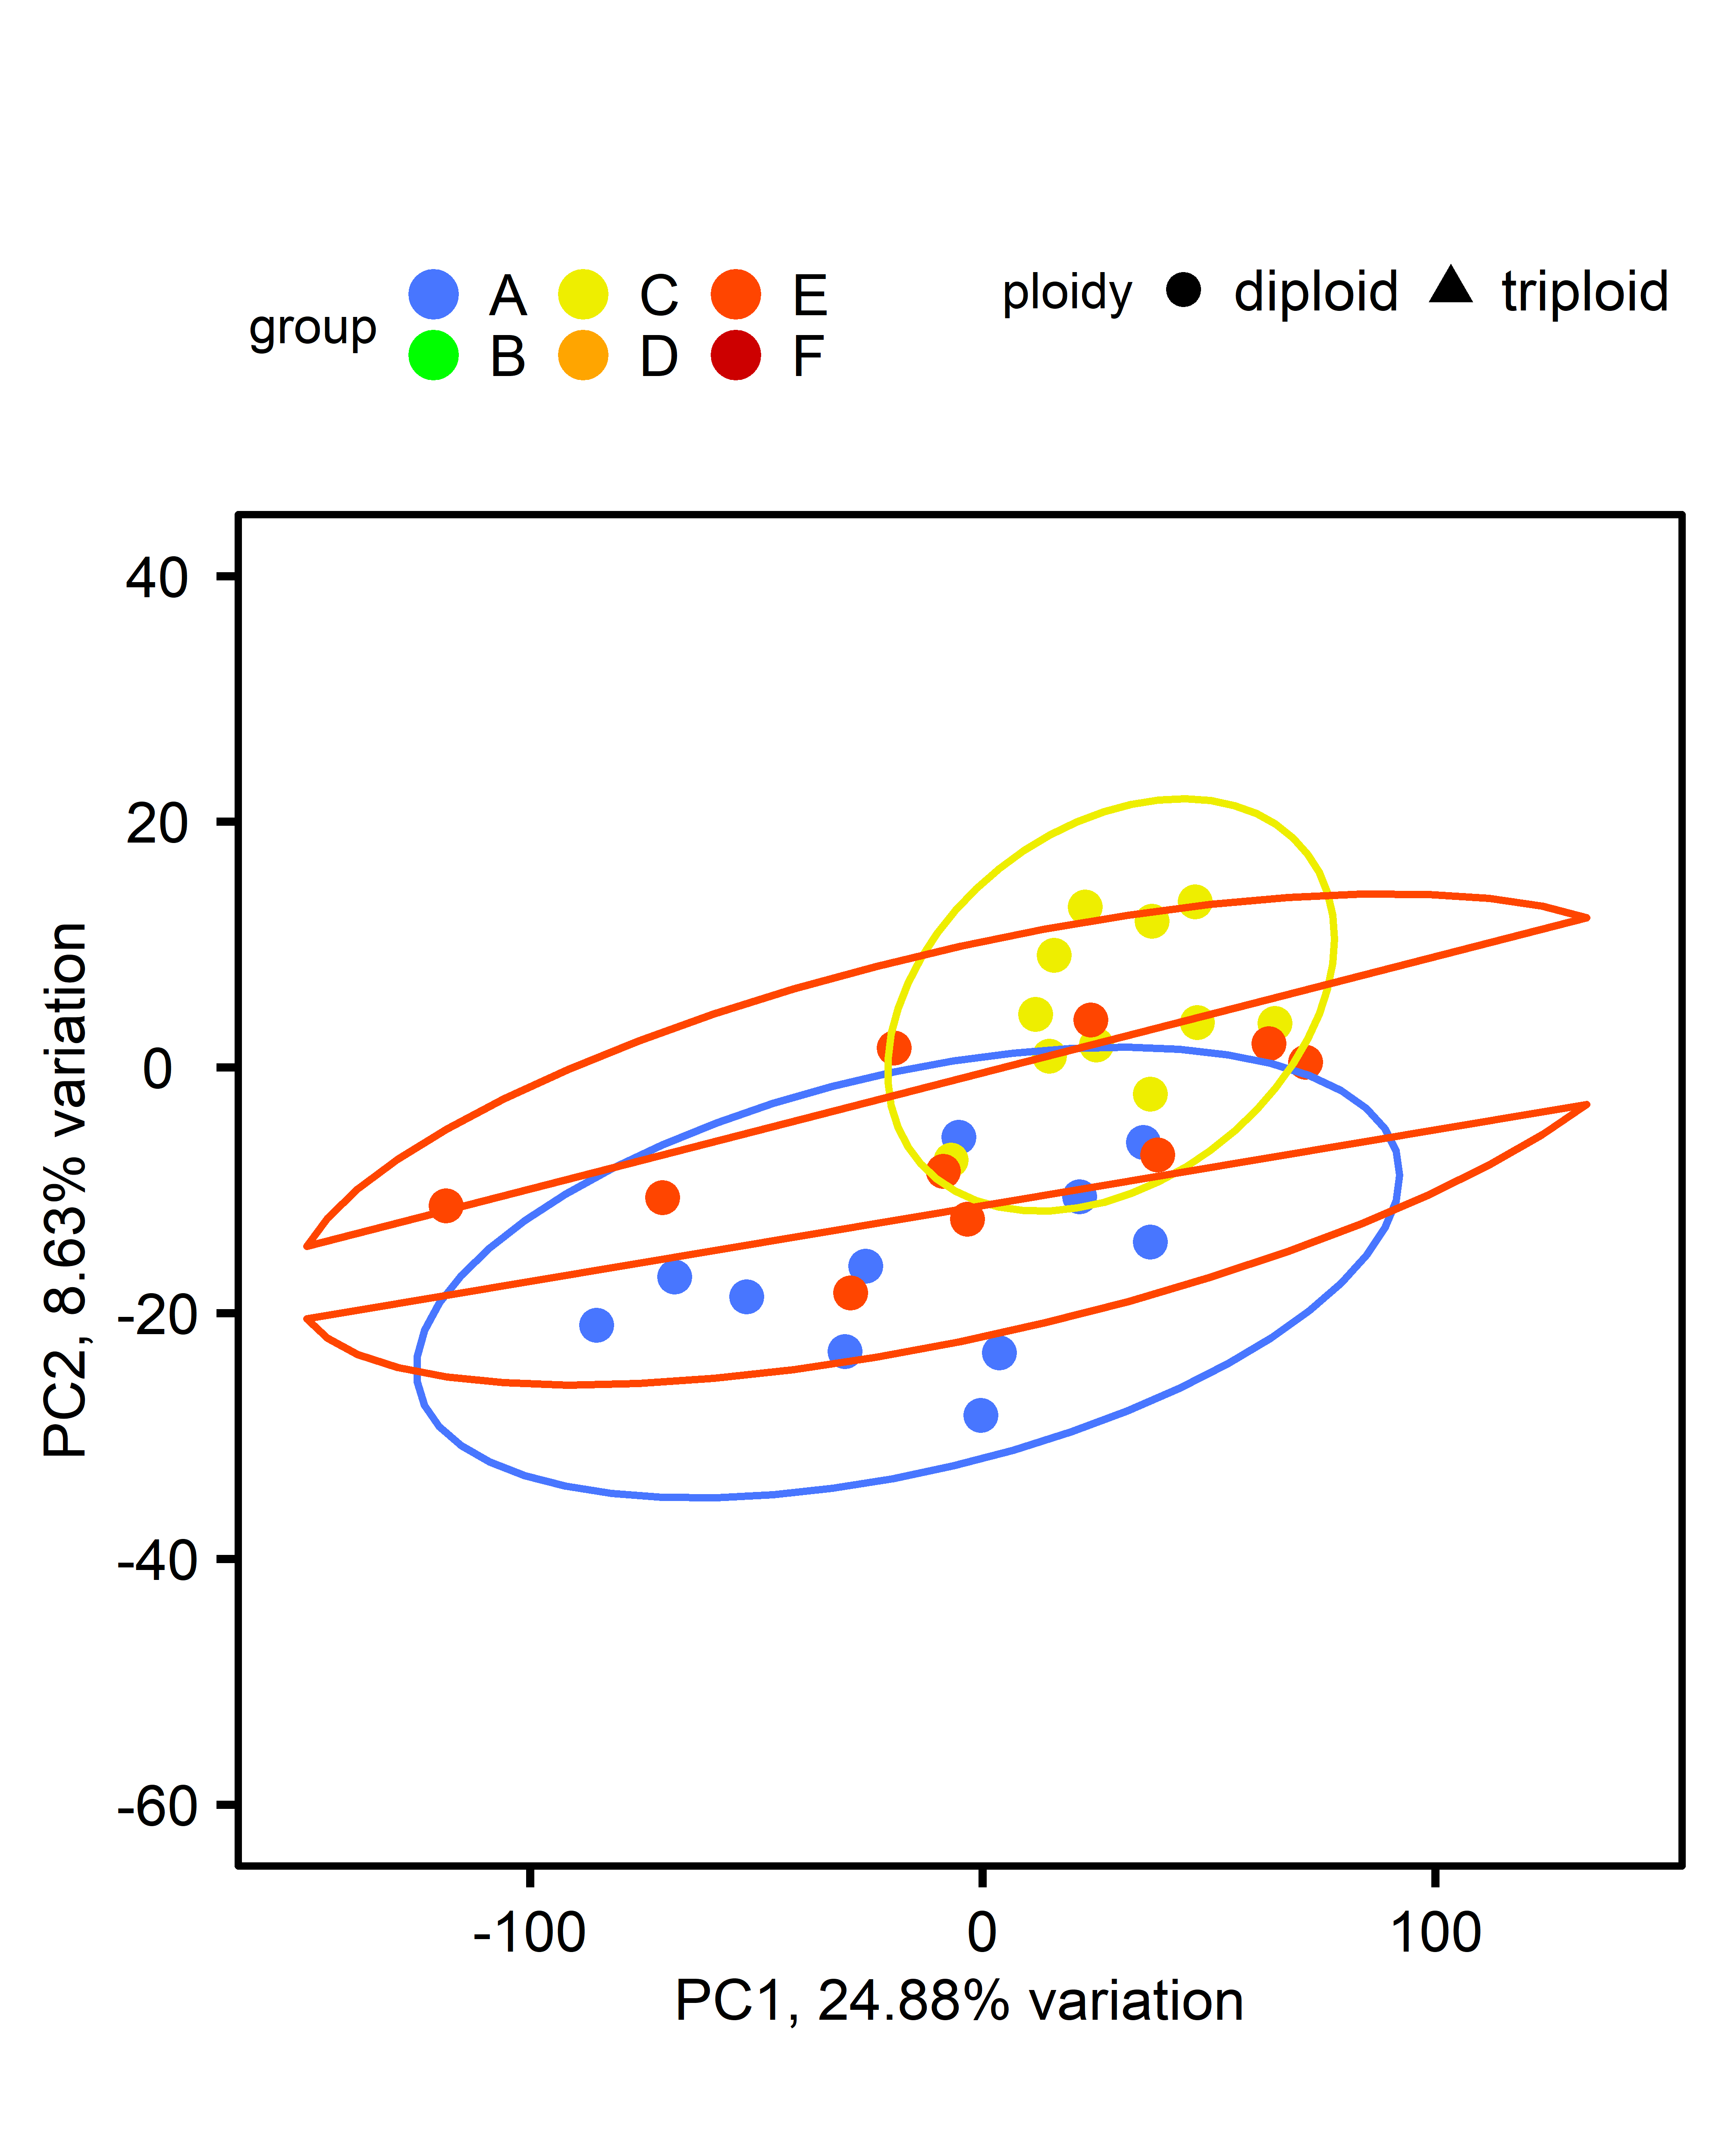 group A C E
B D F
ploidy diploid triploid
PC2, 8.63% variation
40
20
0
-20
-40
-60
-100 0 100
PC1, 24.88% variation